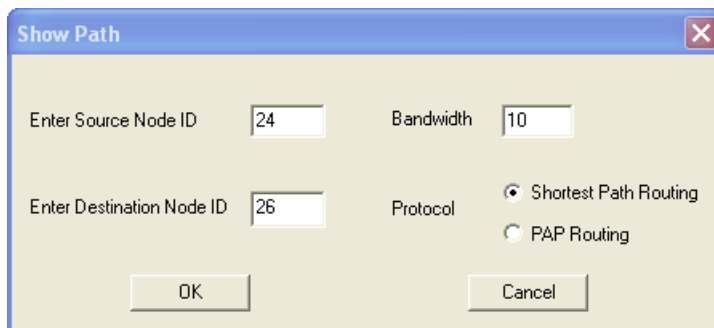 Show Path
Enter Source Node ID 24 Bandwidth 10
Enter Destination Node ID 26 Protocol
Shortest Path Routing
PAP Routing
OK Cancel